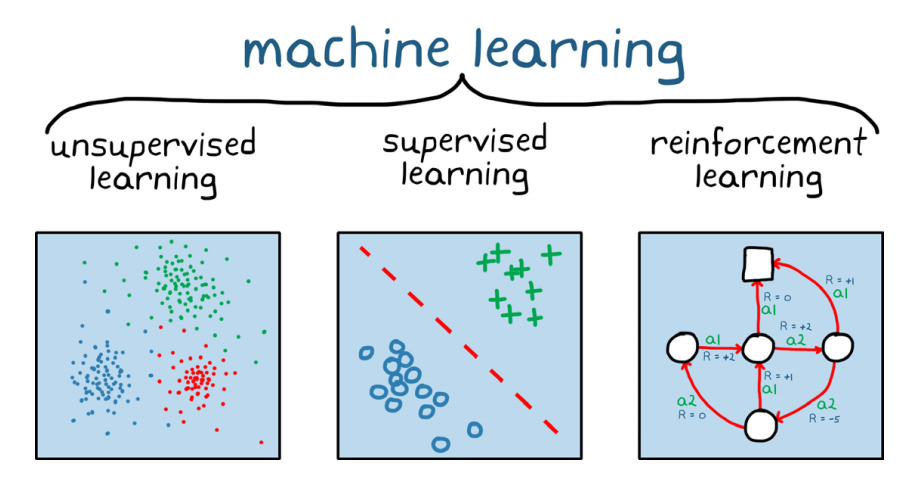 machine learning
unsupervised
learning
supervised
learning
reinforcement
learning
R = +1
a1
R = 0
a1
R = +2
a2
a1
R = +2
R = +1
a1
a2
R = 0
a2
R = -5